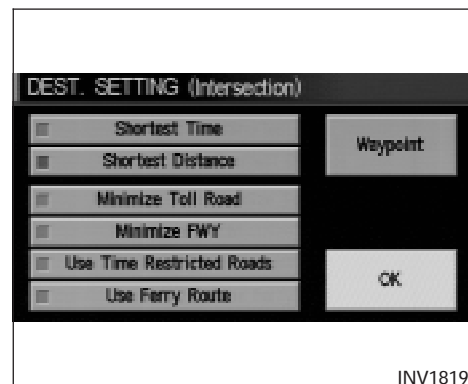 DEST. SETTING (Intersection)
Shortest Time
Shortest Distance
Waypoint
Minimize Toll Road
Minimize FWY
Use Time Restricted Roads
Use Ferry Route
OK
INV1819